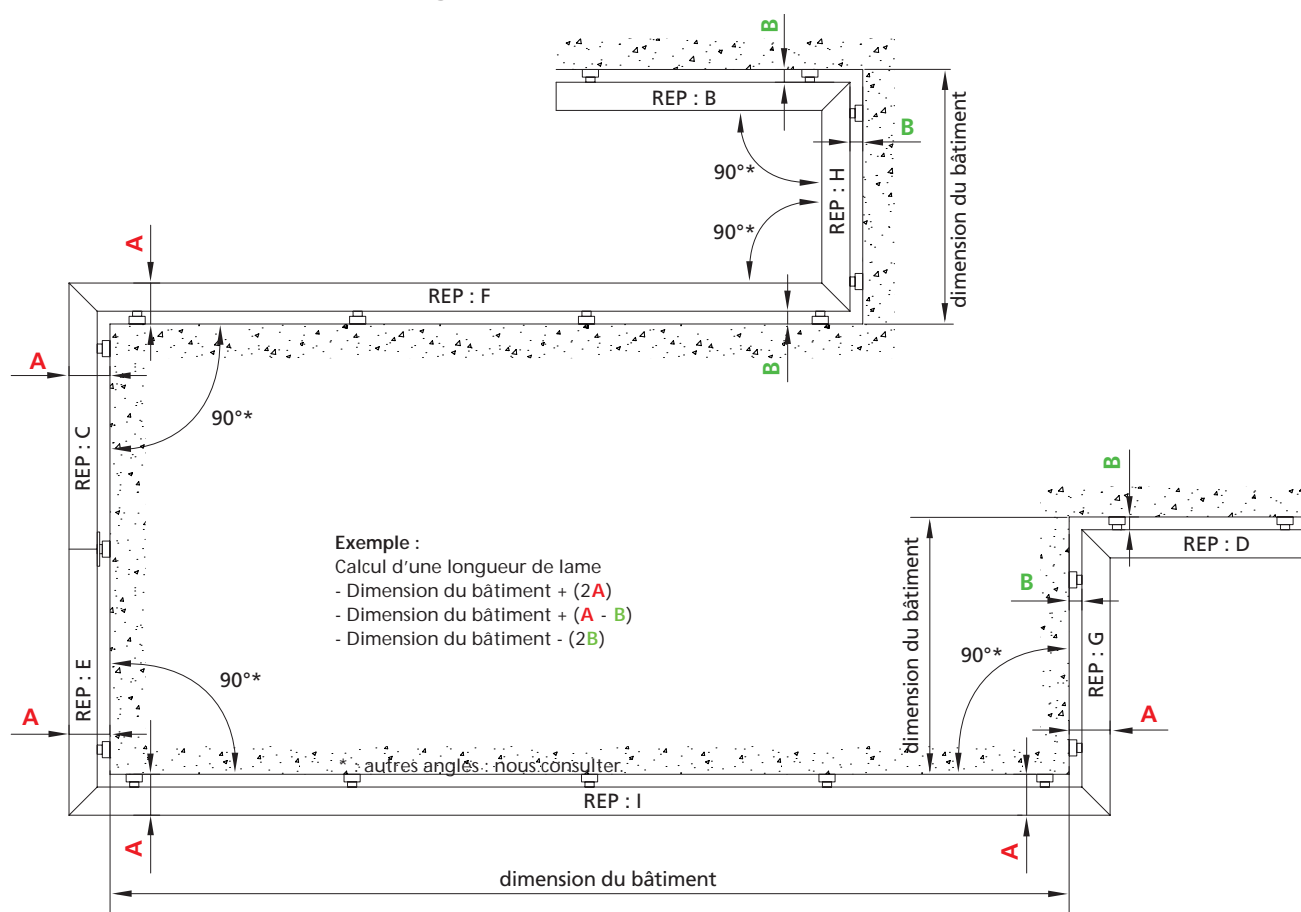 B
REP : B
B
90°*
REP : H
90°*
dimension du bâtiment
A
REP : F
B
A
90°*
REP : C
B
REP : D
Exemple :
Calcul d'une longueur de lame
- Dimension du bâtiment + (2A)
- Dimension du bâtiment + (A - B)
- Dimension du bâtiment - (2B)
dimension du bâtiment
B
90°*
REP : G
REP : E
90°*
A
A
* : autres angles : nous consulter.
REP : I
A
A
dimension du bâtiment